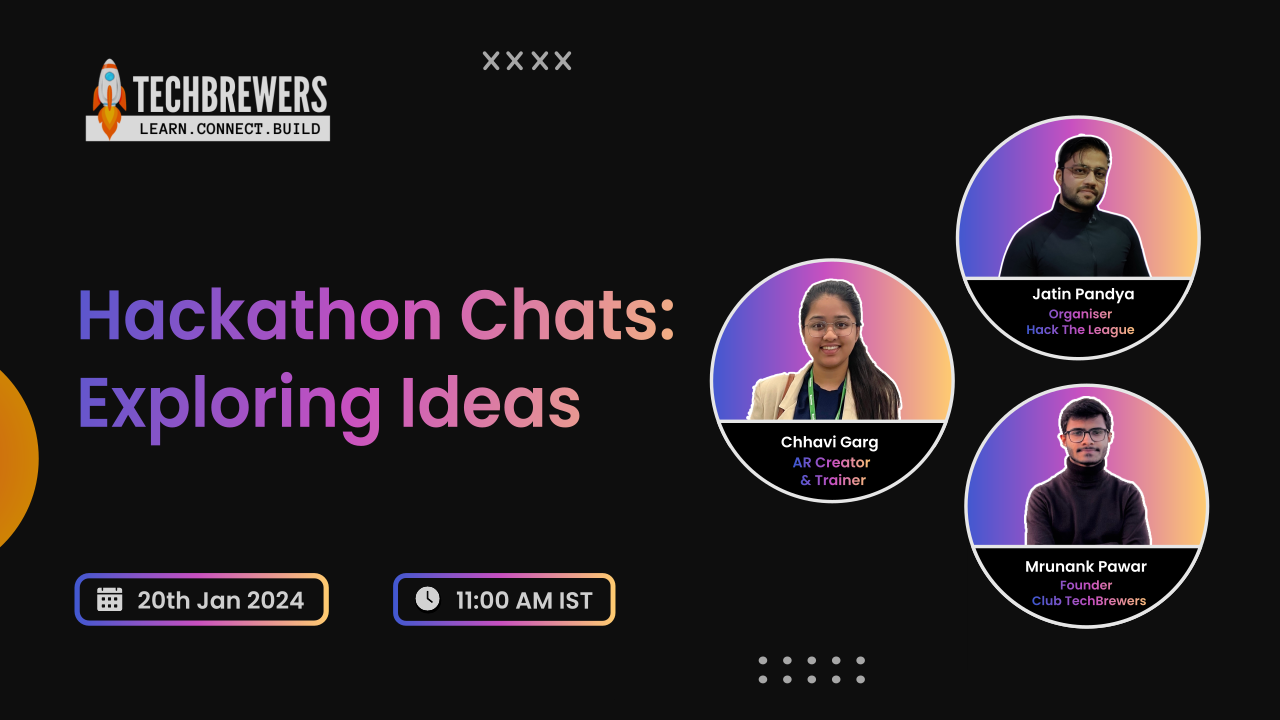 TECHBREWERS
LEARN.CONNECT.BUILD
Hackathon Chats:
Exploring Ideas
20th Jan 2024
11:00 AM IST
Chhavi Garg
AR Creator
& Trainer
Jatin Pandya
Organiser
Hack The League
Mrunank Pawar
Founder
Club TechBrewers